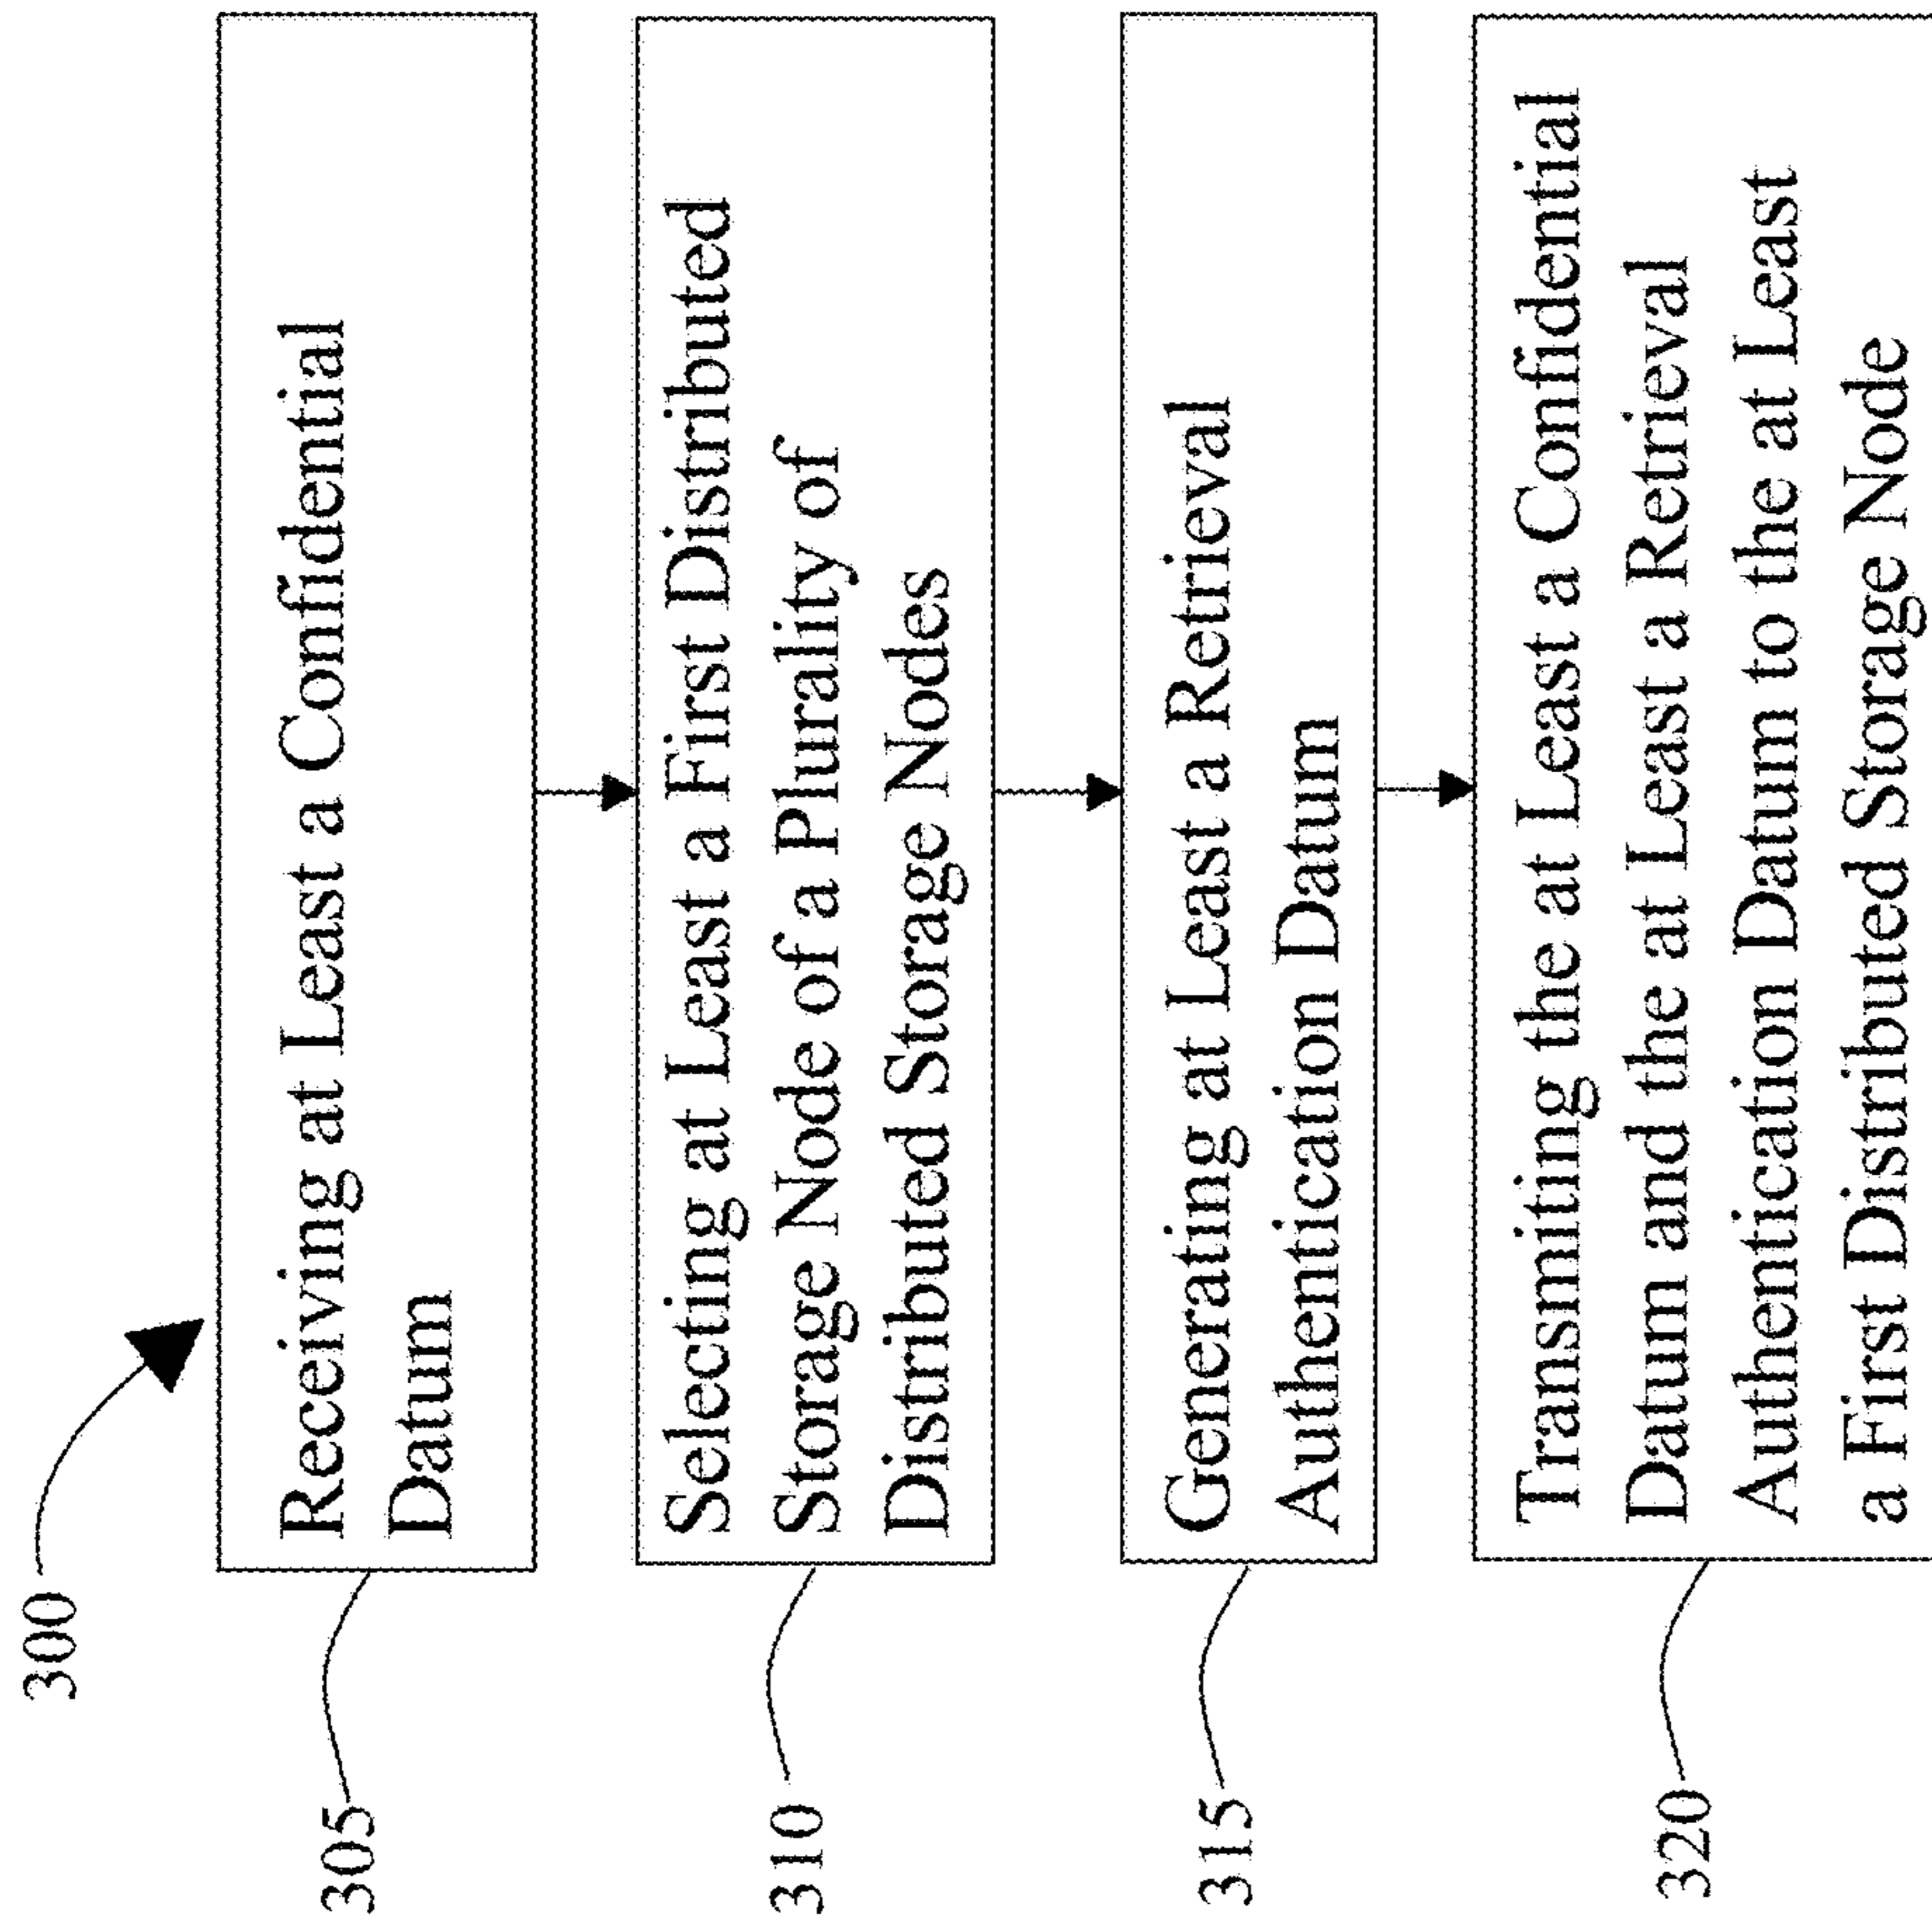 300
305
Receiving at Least a Confidential
Datum
310
Selecting at Least a First Distributed
Storage Node of a Plurality of
Distributed Storage Nodes
315
Generating at Least a Retrieval
Authentication Datum
320
Transmitting the at Least a Confidential
Datum and the at Least a Retrieval
Authentication Datum to the at Least
a First Distributed Storage Node